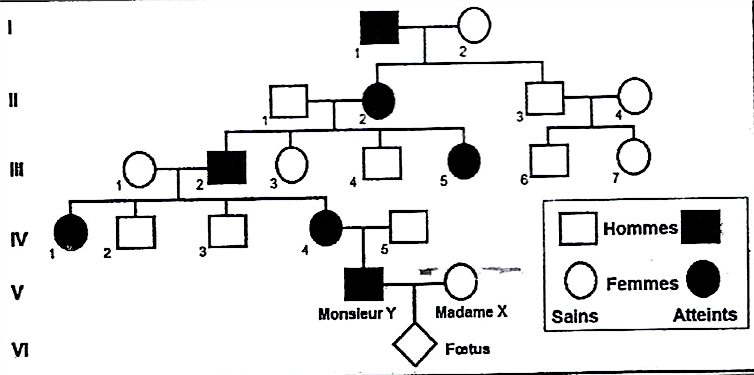 I
1
2
II
1
2
3
4
III
1
2
3
4
5
6
7
IV
1
2
3
4
5
Hommes
V
Femmes
Monsieur Y
Madame X
Sains
Atteints
VI
Fœtus